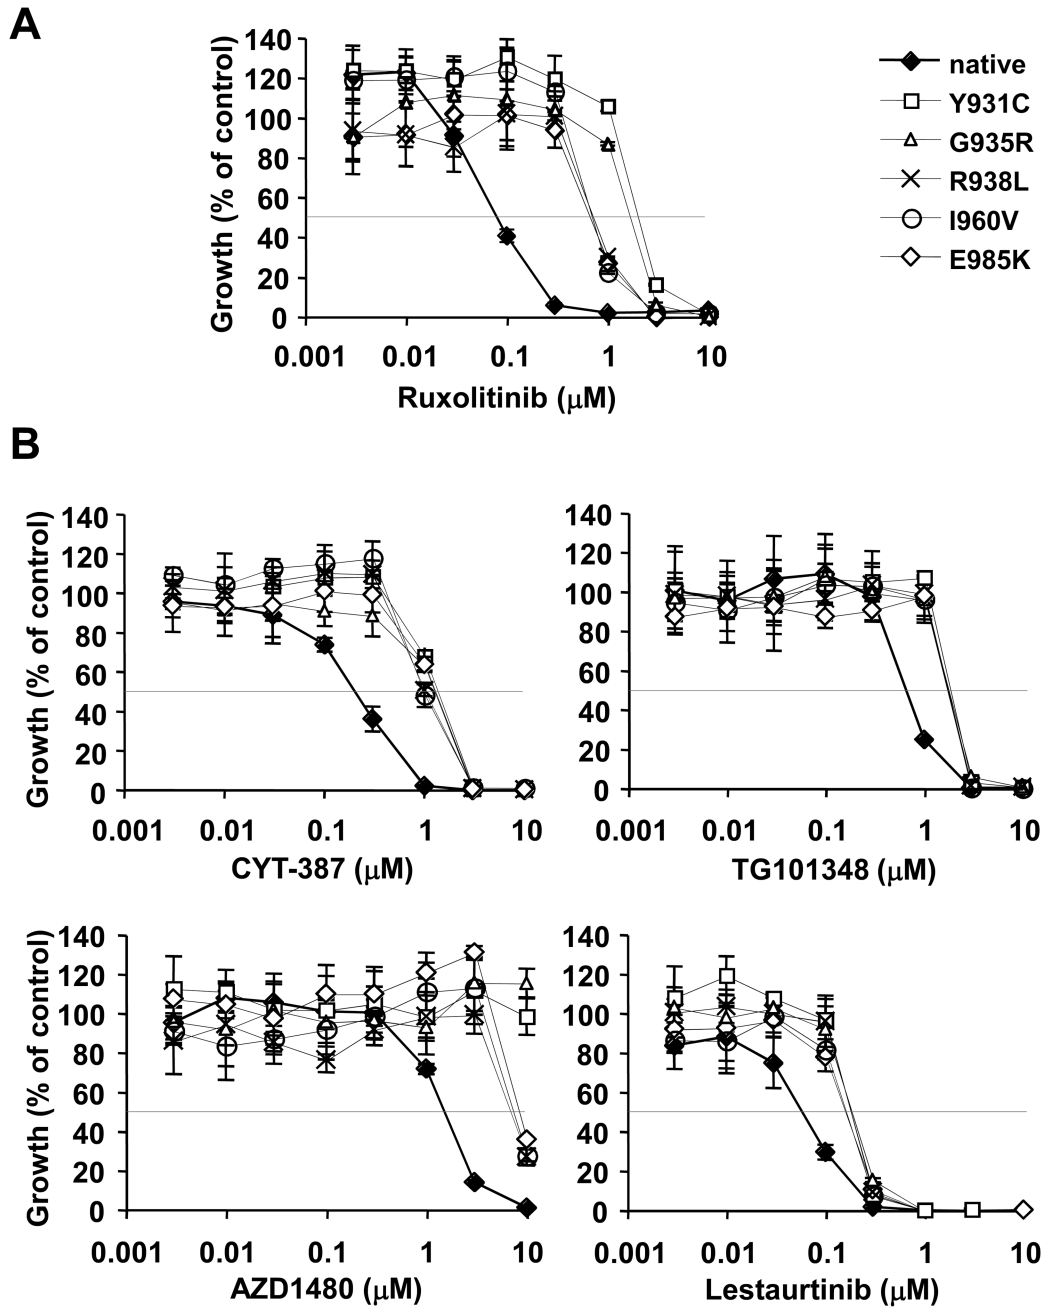 A
Growth (% of control)
140
120
100
80
60
40
20
0
0.001 0.01 0.1 1 10
Ruxolitinib (μM)
native
Y931C
G935R
R938L
I960V
E985K
B
Growth (% of control)
140
120
100
80
60
40
20
0
0.001 0.01 0.1 1 10
CYT-387 (μM)
140
120
100
80
60
40
20
0
0.001 0.01 0.1 1 10
TG101348 (μM)
Growth (% of control)
140
120
100
80
60
40
20
0
0.001 0.01 0.1 1 10
AZD1480 (μM)
140
120
100
80
60
40
20
0
0.001 0.01 0.1 1 10
Lestaurtinib (μM)